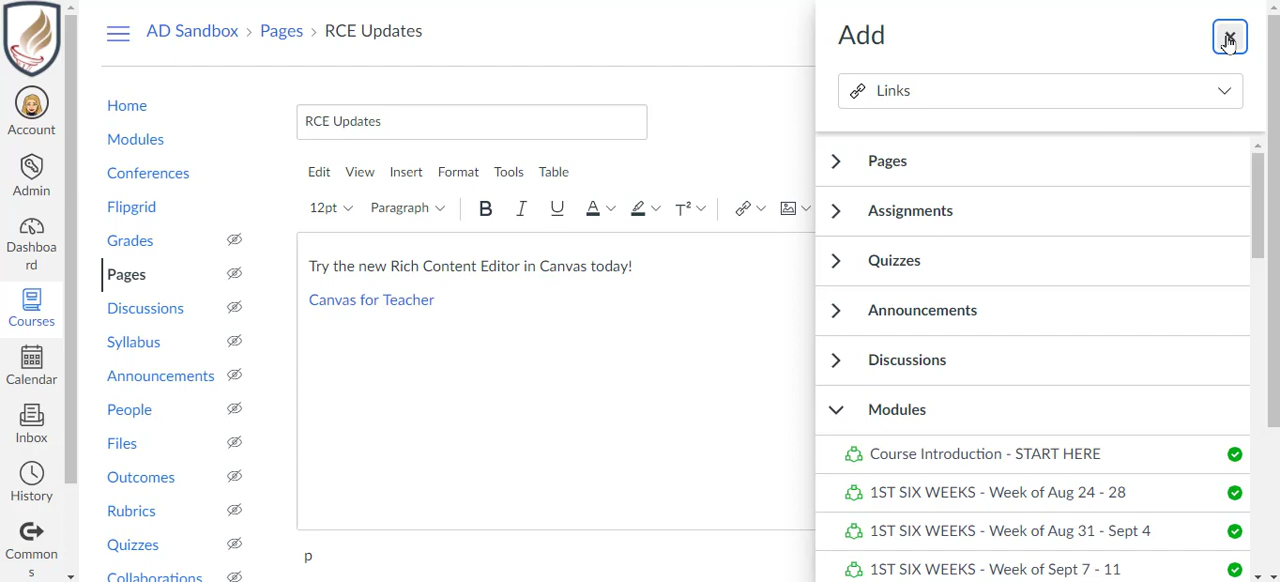 Account
Admin
Dashboa
rd
Courses
Calendar
Inbox
History
Common
s
AD Sandbox > Pages > RCE Updates
Home
Modules
Conferences
Flipgrid
Grades
Pages
Discussions
Syllabus
Announcements
People
Files
Outcomes
Rubrics
Quizzes
Collaborations
RCE Updates
Edit View Insert Format Tools Table
12pt Paragraph B I U A T²
Try the new Rich Content Editor in Canvas today!
Canvas for Teacher
p
Add
Links
Pages
Assignments
Quizzes
Announcements
Discussions
Modules
Course Introduction - START HERE
1ST SIX WEEKS - Week of Aug 24 - 28
1ST SIX WEEKS - Week of Aug 31 - Sept 4
1ST SIX WEEKS - Week of Sept 7 - 11